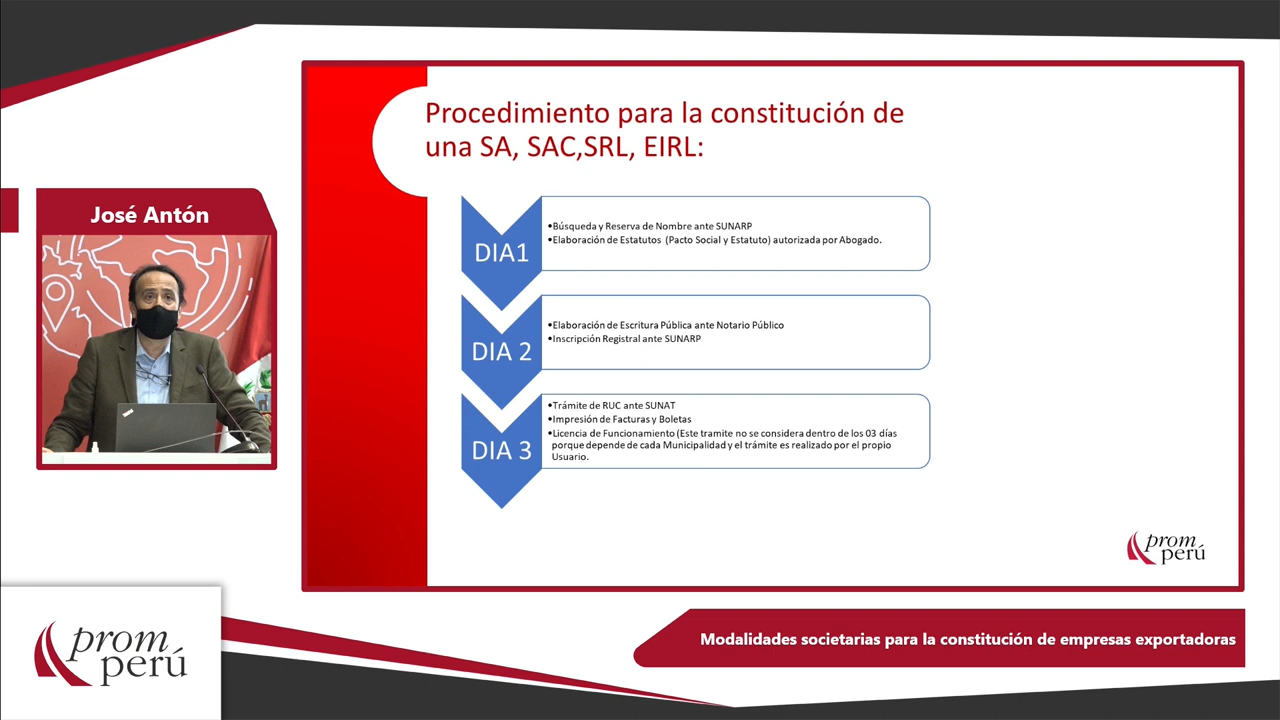 Procedimiento para la constitución de
una SA, SAC,SRL, EIRL:
José Antón
DIA1
•Búsqueda y Reserva de Nombre ante SUNARP
•Elaboración de Estatutos (Pacto Social y Estatuto) autorizada por Abogado.
DIA 2
•Elaboración de Escritura Pública ante Notario Público
•Inscripción Registral ante SUNARP
DIA 3
•Trámite de RUC ante SUNAT
•Impresión de Facturas y Boletas
•Licencia de Funcionamiento (Este tramite no se considera dentro de los 03 días
porque depende de cada Municipalidad y el trámite es realizado por el propio
Usuario.
prom
perú
prom
perú
Modalidades societarias para la constitución de empresas exportadoras